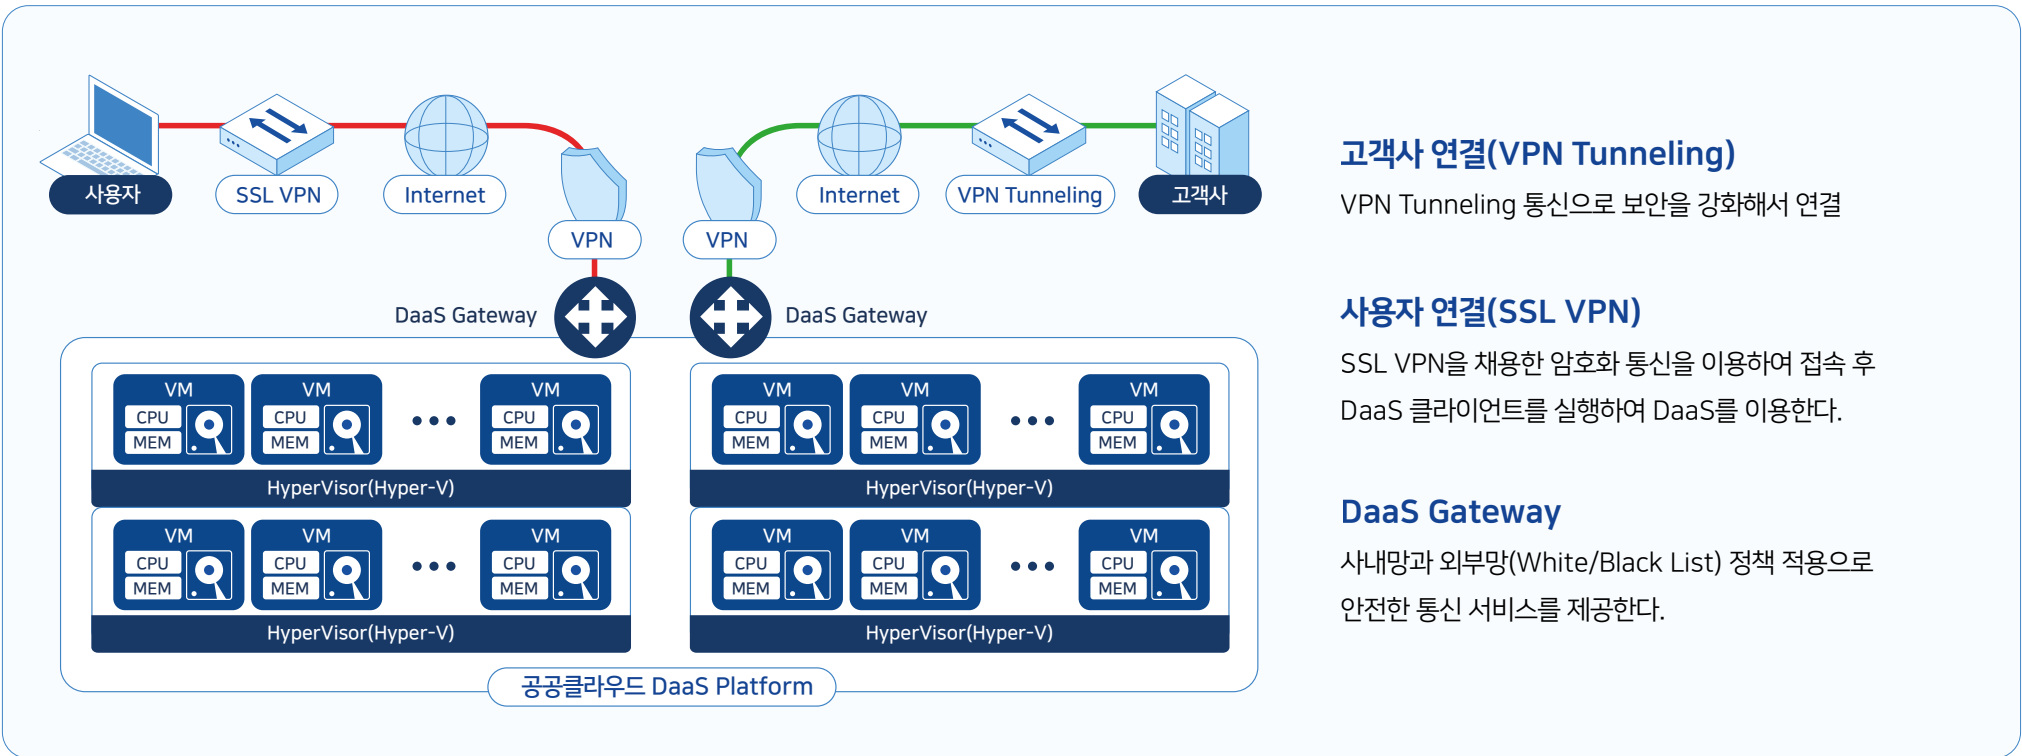 사용자
SSL VPN
Internet
VPN
VPN
Internet
VPN Tunneling
고객사
DaaS Gateway
DaaS Gateway
VM
CPU
MEM
VM
CPU
MEM
VM
CPU
MEM
HyperVisor(Hyper-V)
VM
CPU
MEM
VM
CPU
MEM
VM
CPU
MEM
HyperVisor(Hyper-V)
VM
CPU
MEM
VM
CPU
MEM
VM
CPU
MEM
HyperVisor(Hyper-V)
VM
CPU
MEM
VM
CPU
MEM
VM
CPU
MEM
HyperVisor(Hyper-V)
공공클라우드 DaaS Platform
고객사 연결(VPN Tunneling)
VPN Tunneling 통신으로 보안을 강화해서 연결
사용자 연결(SSL VPN)
SSL VPN을 채용한 암호화 통신을 이용하여 접속 후
DaaS 클라이언트를 실행하여 DaaS를 이용한다.
DaaS Gateway
사내망과 외부망(White/Black List) 정책 적용으로
안전한 통신 서비스를 제공한다.